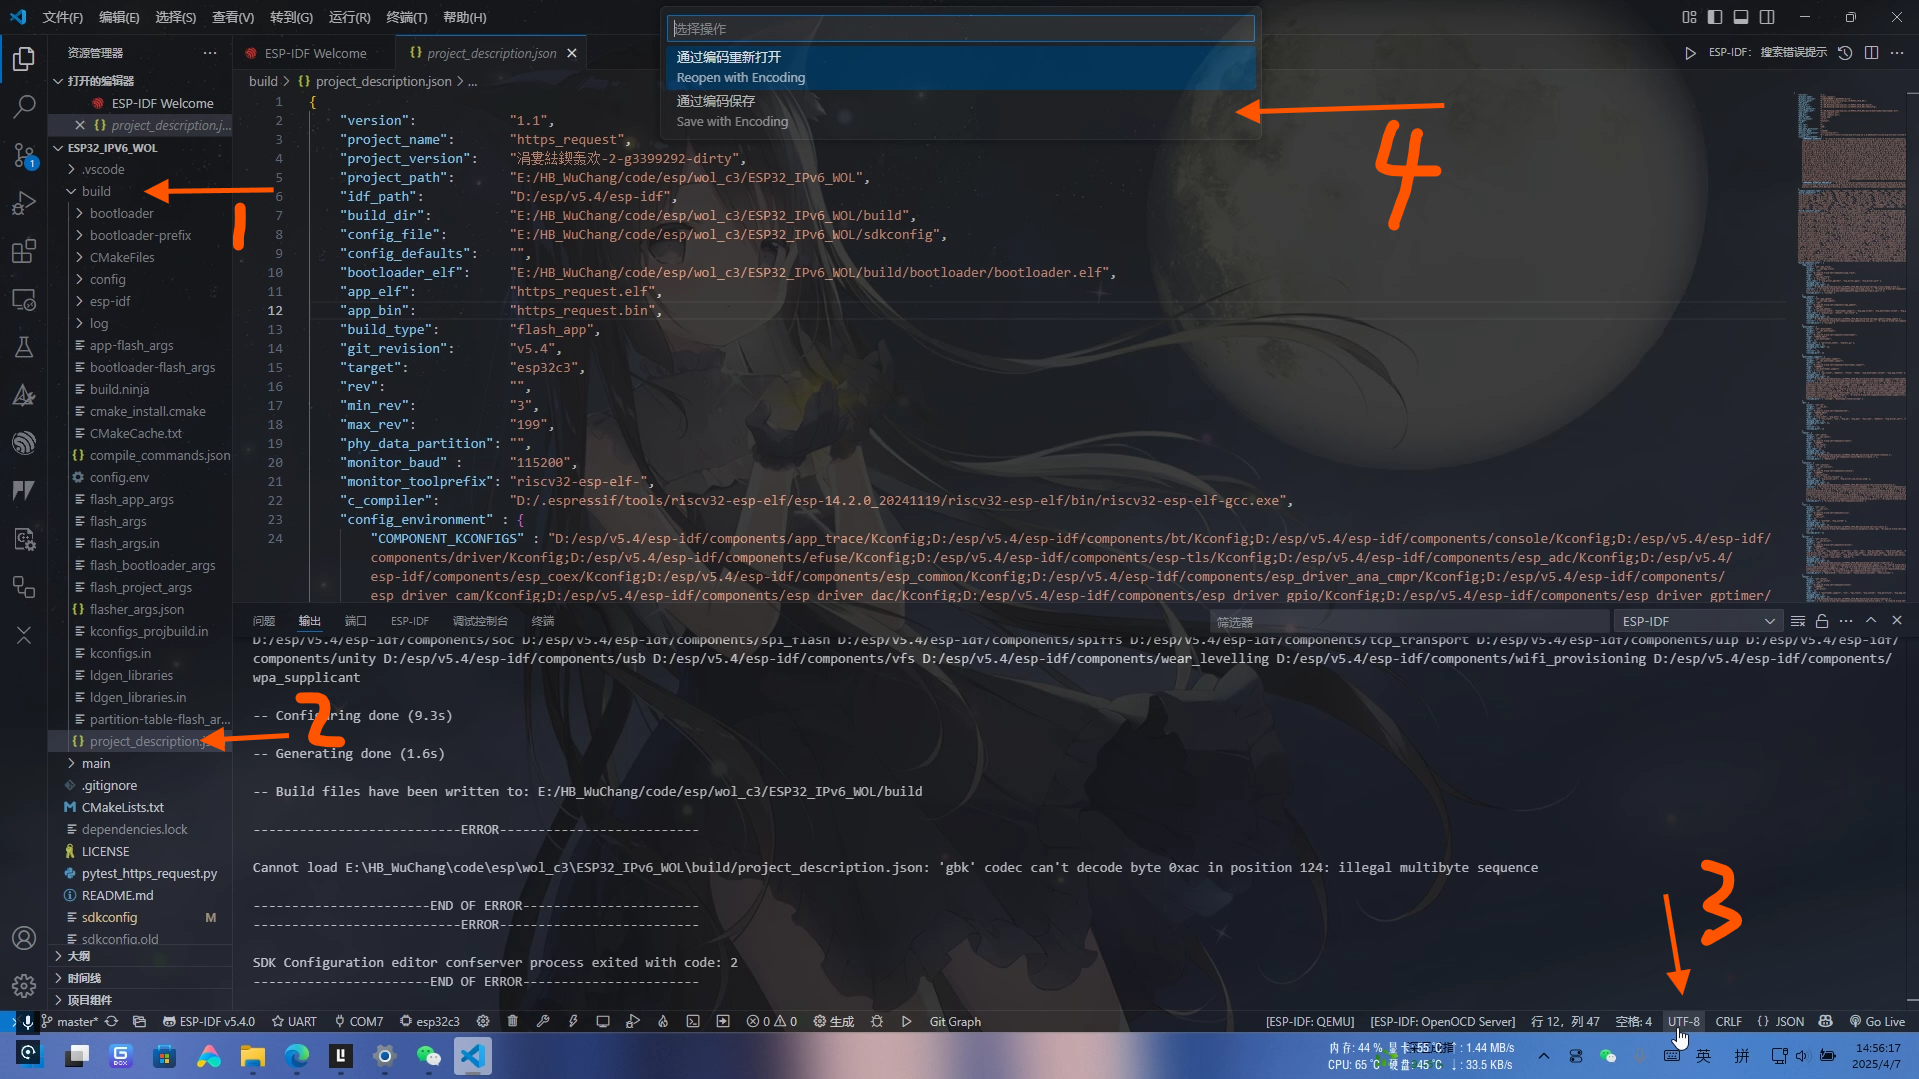 文件(F) 编辑(E) 选择(S) 查看(V) 转到(G) 运行(R) 终端(T) 帮助(H)
选择操作
通过编码重新打开
Reopen with Encoding
通过编码保存
Save with Encoding
4
资源管理器
打开的编辑器
ESP-IDF Welcome
project_description.j...
ESP32_IPV6_WOL
.vscode
build
1
bootloader
bootloader-prefix
CMakeFiles
config
esp-idf
log
app-flash_args
bootloader-flash_args
build.ninja
cmake_install.cmake
CMakeCache.txt
compile_commands.json
config.env
flash_app_args
flash_args
flash_args.in
flash_bootloader_args
flash_project_args
flasher_args.json
kconfigs_projbuild.in
kconfigs.in
ldgen_libraries
ldgen_libraries.in
partition-table-flash_ar...
project_description.j
2
main
.gitignore
CMakeLists.txt
dependencies.lock
LICENSE
pytest_https_request.py
README.md
sdkconfig M
sdkconfig.old
大纲
时间线
项目组件
ESP-IDF Welcome project_description.json
ESP-IDF: 搜索错误提示
build > project_description.json > ...
1 {
2 "version": "1.1",
3 "project_name": "https_request",
4 "project_version": -2-g3399292-dirty",
5 "project_path": "E:/HB_WuChang/code/esp/wol_c3/ESP32_IPv6_WOL",
6 "idf_path": "D:/esp/v5.4/esp-idf",
7 "build_dir": "E:/HB_WuChang/code/esp/wol_c3/ESP32_IPv6_WOL/build",
8 "config_file": "E:/HB_WuChang/code/esp/wol_c3/ESP32_IPv6_WOL/sdkconfig",
9 "config_defaults": "",
10 "bootloader_elf": "E:/HB_WuChang/code/esp/wol_c3/ESP32_IPv6_WOL/build/bootloader/bootloader.elf",
11 "app_elf": "https_request.elf",
12 "app_bin": "https_request.bin",
13 "build_type": "flash_app",
14 "git_revision": "v5.4",
15 "target": "esp32c3",
16 "rev": "",
17 "min_rev": "3",
18 "max_rev": "199",
19 "phy_data_partition": "",
20 "monitor_baud" : "115200",
21 "monitor_toolprefix": "riscv32-esp-elf-",
22 "c_compiler": "D:/.espressif/tools/riscv32-esp-elf/esp-14.2.0_20241119/riscv32-esp-elf/bin/riscv32-esp-elf-gcc.exe",
23 "config_environment" : {
24 "COMPONENT_KCONFIGS" : "D:/esp/v5.4/esp-idf/components/app_trace/Kconfig;D:/esp/v5.4/esp-idf/components/bt/Kconfig;D:/esp/v5.4/esp-idf/components/console/Kconfig;D:/esp/v5.4/esp-idf/
components/driver/Kconfig;D:/esp/v5.4/esp-idf/components/efuse/Kconfig;D:/esp/v5.4/esp-idf/components/esp-tls/Kconfig;D:/esp/v5.4/esp-idf/components/esp_adc/Kconfig;D:/esp/v5.4/
esp-idf/components/esp_coex/Kconfig;D:/esp/v5.4/esp-idf/components/esp_common/Kconfig;D:/esp/v5.4/esp-idf/components/esp_driver_ana_cmpr/Kconfig;D:/esp/v5.4/esp-idf/components/
esp_driver_cam/Kconfig;D:/esp/v5.4/esp-idf/components/esp_driver_dac/Kconfig;D:/esp/v5.4/esp-idf/components/esp_driver_gpio/Kconfig;D:/esp/v5.4/esp-idf/components/esp_driver_gptimer/
问题 输出 端口 ESP-IDF 调试控制台 终端 筛选器 ESP-IDF
D:/esp/v5.4/esp-idf/components/soc D:/esp/v5.4/esp-idf/components/spi_flash D:/esp/v5.4/esp-idf/components/spiffs D:/esp/v5.4/esp-idf/components/tcp_transport D:/esp/v5.4/esp-idf/components/ulp D:/esp/v5.4/esp-idf/
components/unity D:/esp/v5.4/esp-idf/components/usb D:/esp/v5.4/esp-idf/components/vfs D:/esp/v5.4/esp-idf/components/wear_levelling D:/esp/v5.4/esp-idf/components/wifi_provisioning D:/esp/v5.4/esp-idf/components/
wpa_supplicant
-- Configuring done (9.3s)
-- Generating done (1.6s)
-- Build files have been written to: E:/HB_WuChang/code/esp/wol_c3/ESP32_IPv6_WOL/build
--------------------------ERROR-------------------------
Cannot load E:\HB_WuChang\code\esp\wol_c3\ESP32_IPv6_WOL\build/project_description.json: 'gbk' codec can't decode byte 0xac in position 124: illegal multibyte sequence
----------------------END OF ERROR----------------------
--------------------------ERROR-------------------------
SDK Configuration editor confserver process exited with code: 2
----------------------END OF ERROR----------------------
3
master* ESP-IDF v5.4.0 UART COM7 esp32c3 0 0 生成 Git Graph [ESP-IDF: QEMU] [ESP-IDF: OpenOCD Server] 行 12，列 47 空格: 4 UTF-8 CRLF {} JSON Go Live
内存: 44 % 显卡: 55℃ ↑: 1.44 MB/s
CPU: 65 ℃ 硬盘: 45℃ ↓: 33.5 KB/s
英 拼
14:56:17
2025/4/7